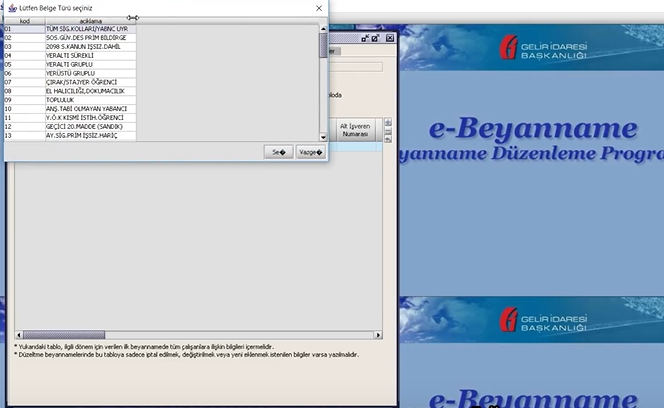 Lütfen Belge Türü seçiniz
kod açıklama
01 TÜM SİG.KOLLARI/YABNC UYR
02 SOS.GÜV.DES PRİM BİLDİRGE
03 2098 S.KANUN İŞSİZ.DAHİL
04 YERALTI SÜREKLİ
05 YERALTI GRUPLU
06 YERÜSTÜ GRUPLU
07 ÇIRAK/STAJYER ÖĞRENCİ
08 EL HALICILIĞI,DOKUMACILIK
09 TOPLULUK
10 ANŞ.TABİ OLMAYAN YABANCI
11 Y.Ö.K KISMİ İSTİH.ÖĞRENCİ
12 GEÇİCİ 20.MADDE (SANDIK)
13 AY.SİG.PRİM İŞSİZ.HARİÇ
Se� Vazge�
ler
loda
Alt İşveren
Numarası
* Yukarıdaki tablo, ilgili dönem için verilen ilk beyannamede tüm çalışanlara ilişkin bilgileri içermelidir.
* Düzeltme beyannamelerinde bu tabloya sadece iptal edilmek, değiştirilmek veya yeni eklenmek istenilen bilgiler varsa yazılmalıdır.
GELİR İDARESİ
BAŞKANLIĞI
e-Beyanname
yanname Düzenleme Progra
GELİR İDARESİ
BAŞKANLIĞI
e-Beyanname